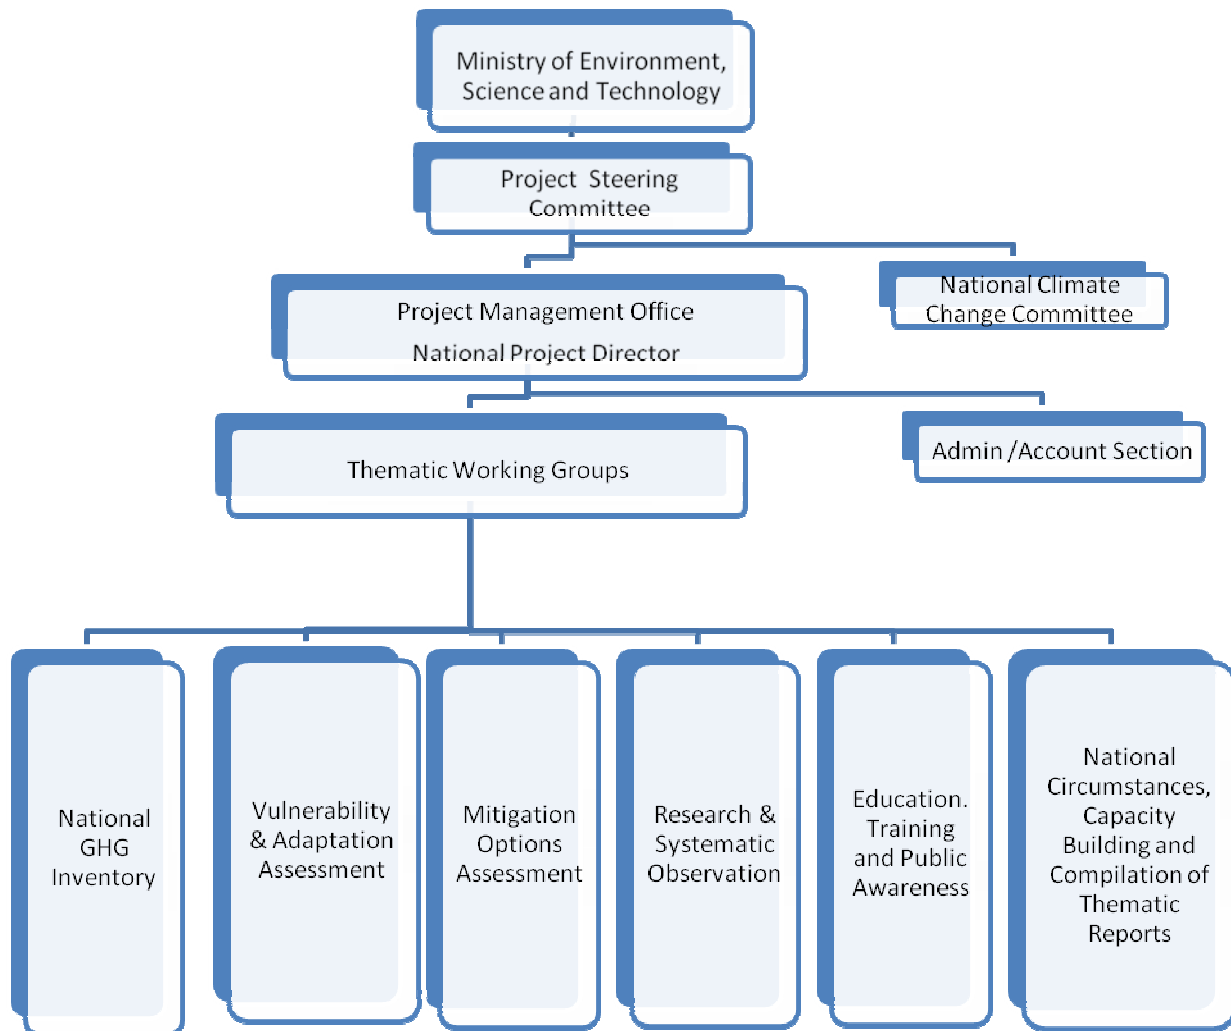 Ministry of Environment,
Science and Technology
Project Steering
Committee
National Climate
Change Committee
Project Management Office
National Project Director
Admin /Account Section
Thematic Working Groups
National
GHG
Inventory
Vulnerability
& Adaptation
Assessment
Mitigation
Options
Assessment
Research &
Systematic
Observation
Education.
Training
and Public
Awareness
National
Circumstances,
Capacity
Building and
Compilation of
Thematic
Reports